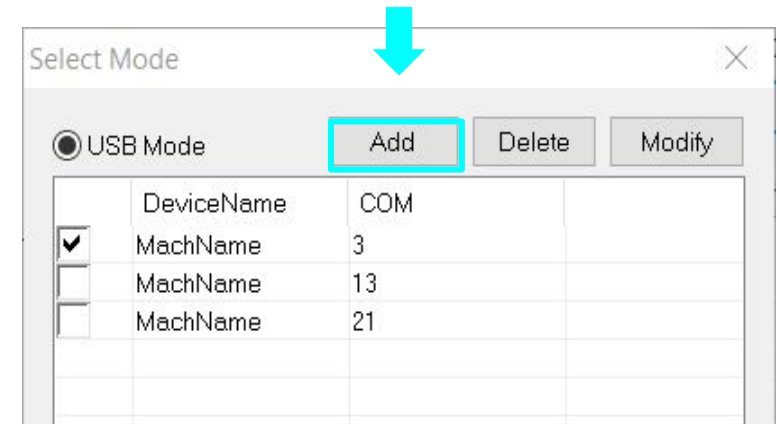 Select Mode
USB Mode Add Delete Modify
DeviceName COM
MachName 3
MachName 13
MachName 21